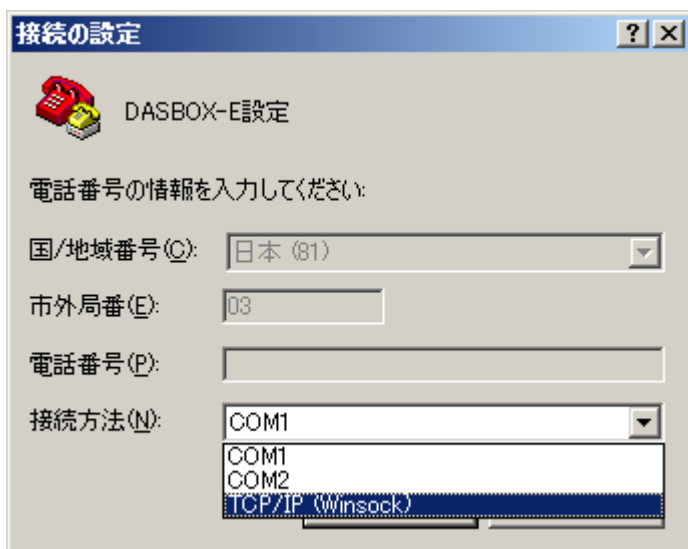 接続の設定
DASBOX-E設定
電話番号の情報を入力してください:
国/地域番号(C): 日本 (81)
市外局番(E): 03
電話番号(P):
接続方法(N): COM1
COM1
COM2
TCP/IP (Winsock)